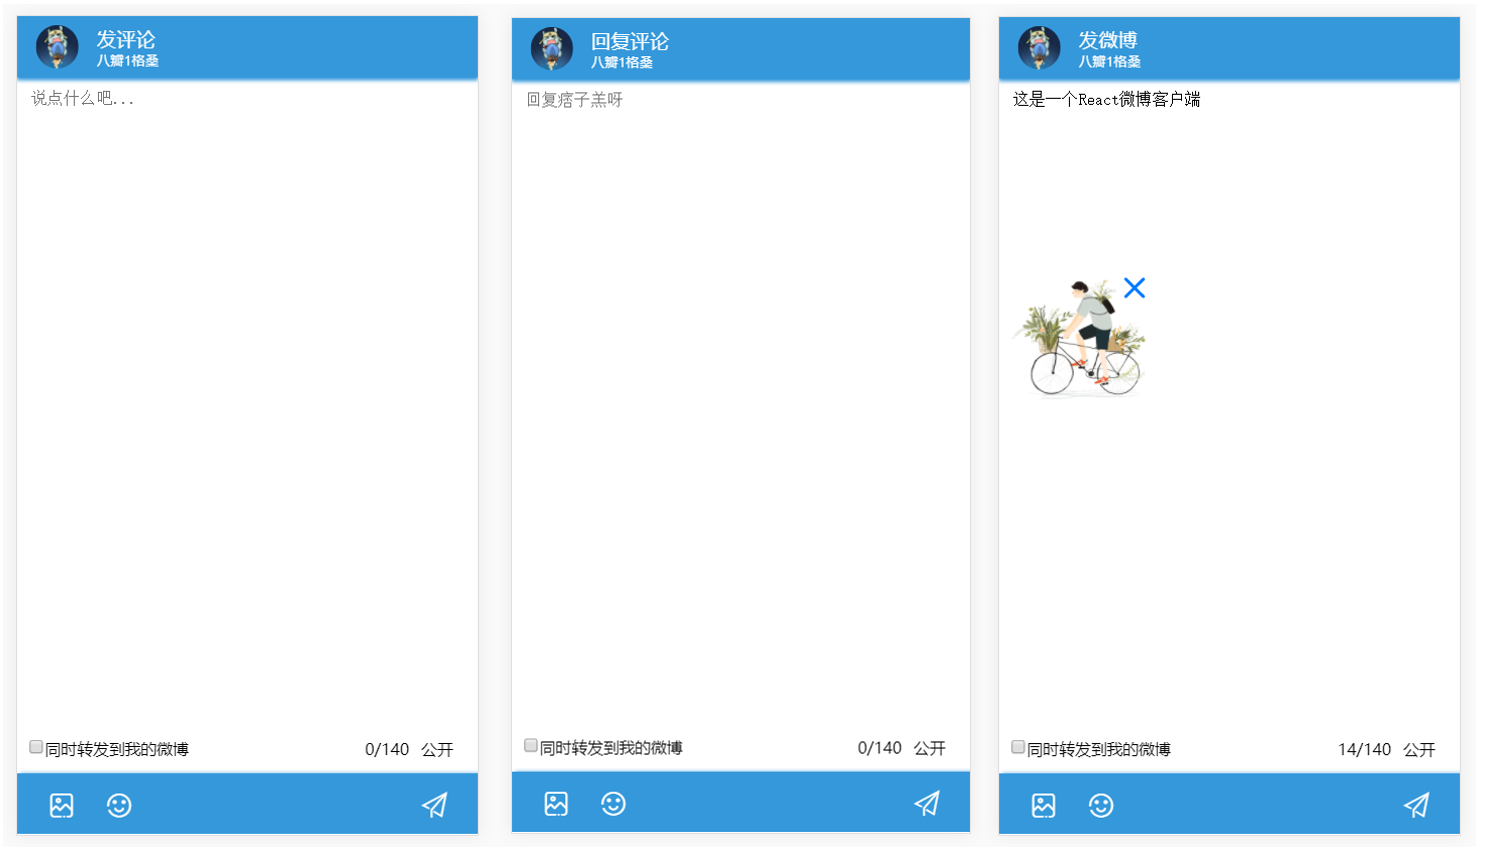 发评论
八瓣1格桑
说点什么吧...
同时转发到我的微博 0/140 公开
回复评论
八瓣1格桑
回复痞子羔呀
同时转发到我的微博 0/140 公开
发微博
八瓣1格桑
这是一个React微博客户端
同时转发到我的微博 14/140 公开